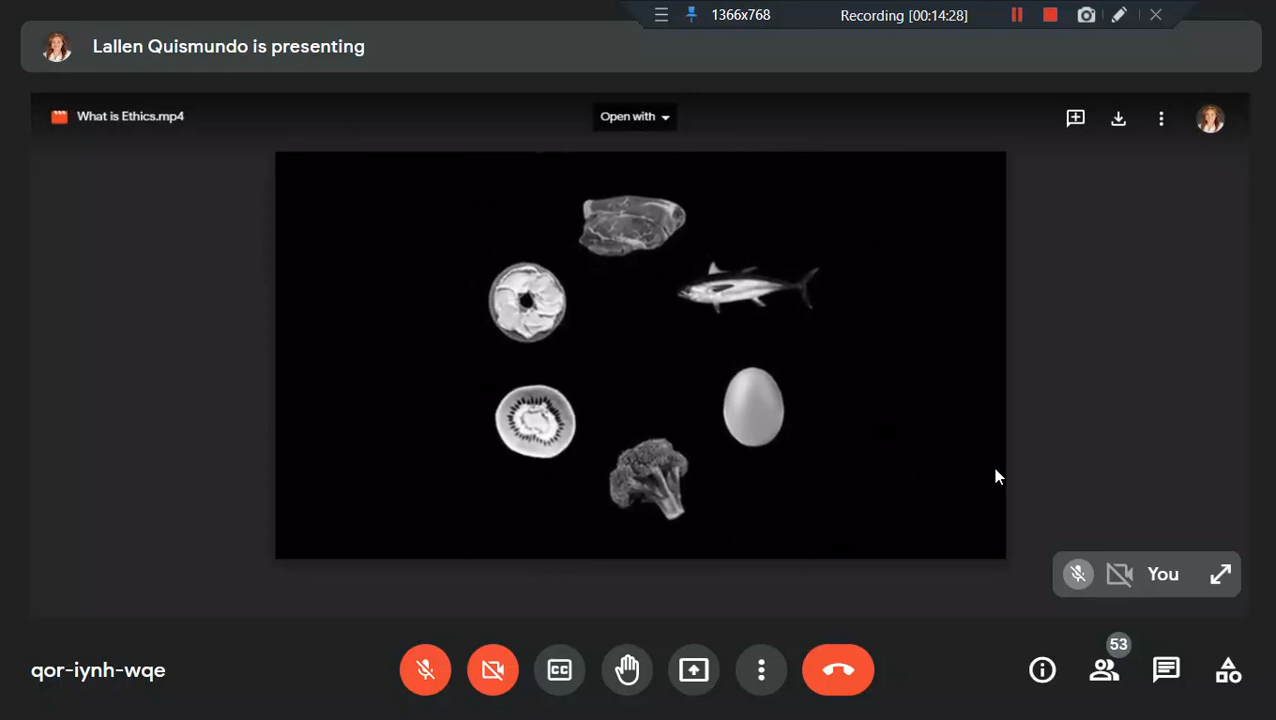 1366x768
Recording [00:14:28]
Lallen Quismundo is presenting
What is Ethics.mp4
Open with
You
53
qor-iynh-wqe
CC